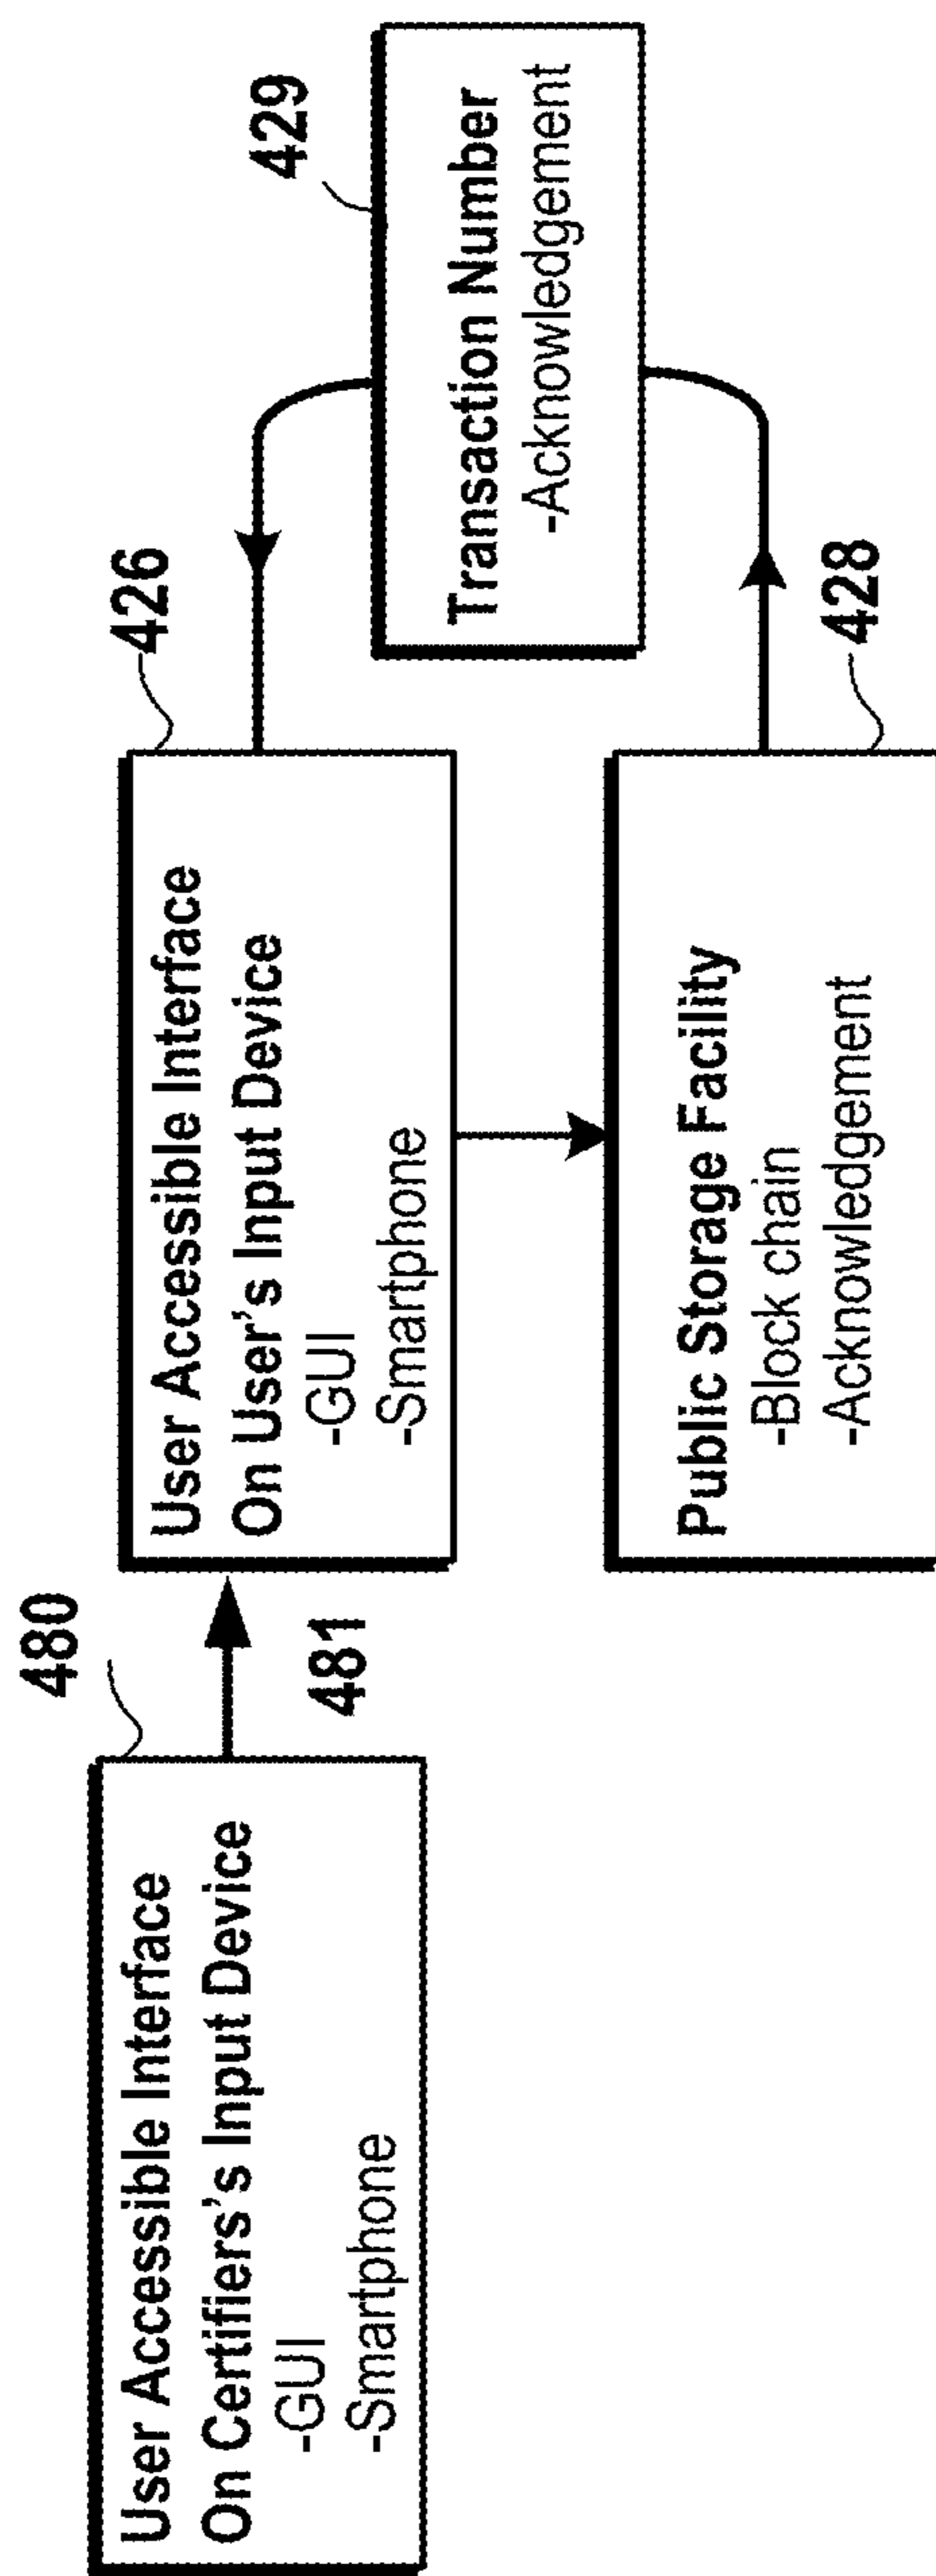 480
User Accessible Interface
On Certifiers's Input Device
-GUI
-Smartphone
481
426
User Accessible Interface
On User's Input Device
-GUI
-Smartphone
429
Transaction Number
-Acknowledgement
Public Storage Facility
-Block chain
-Acknowledgement
428